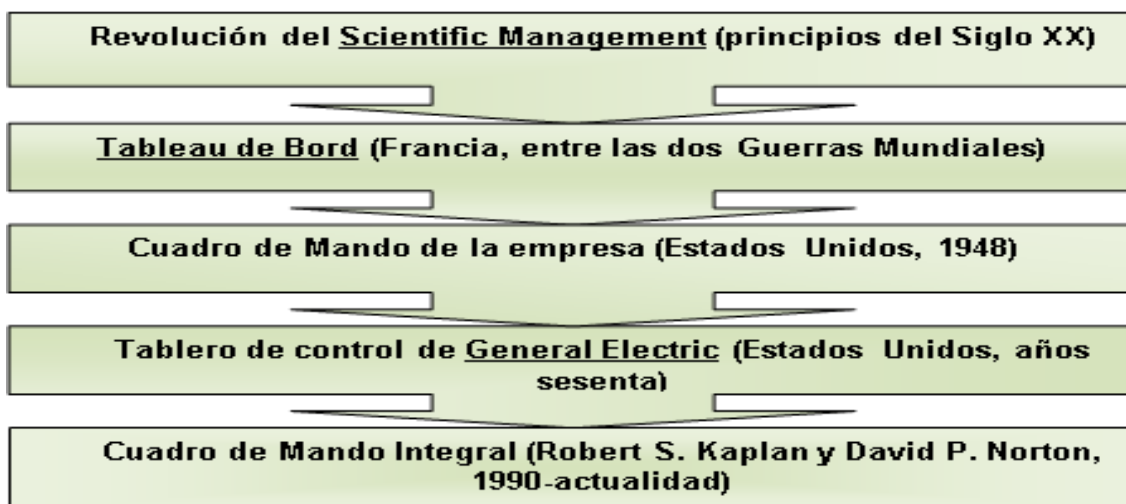 Revolución del Scientific Management (principios del Siglo XX)
Tableau de Bord (Francia, entre las dos Guerras Mundiales)
Cuadro de Mando de la empresa (Estados Unidos, 1948)
Tablero de control de General Electric (Estados Unidos, años
sesenta)
Cuadro de Mando Integral (Robert S. Kaplan y David P. Norton,
1990-actualidad)